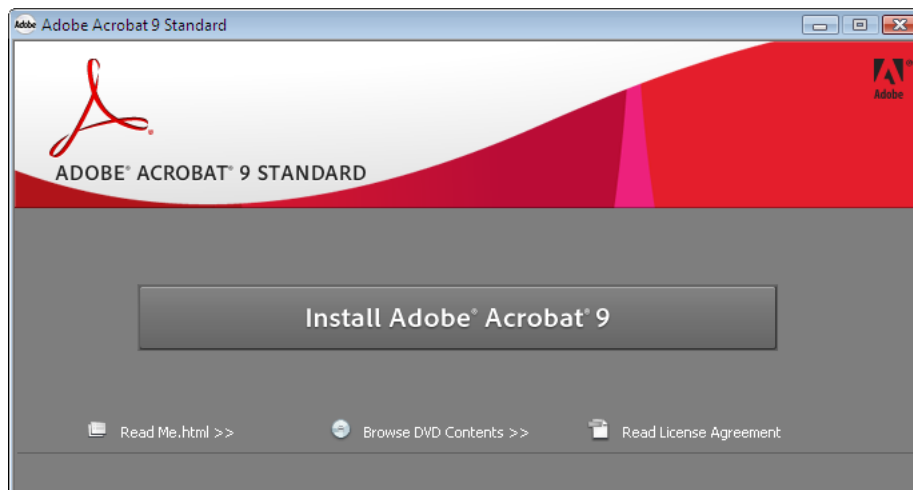 Adobe Adobe Acrobat 9 Standard
Adobe
ADOBE® ACROBAT® 9 STANDARD
Install Adobe® Acrobat® 9
Read Me.html >> Browse DVD Contents >> Read License Agreement